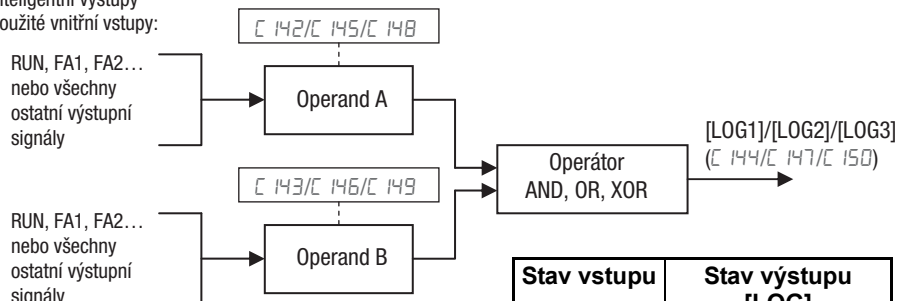 nteligentní výstupy
oužité vnitřní vstupy:
C 142/C 145/C 148
RUN, FA1, FA2…
nebo všechny
ostatní výstupní
signály
Operand A
[LOG1]/[LOG2]/[LOG3]
(C 144/C 147/C 150)
Operátor
AND, OR, XOR
C 143/C 146/C 149
RUN, FA1, FA2…
nebo všechny
ostatní výstupní
signály
Operand B
Stav vstupu
Stav výstupu
[LOG]